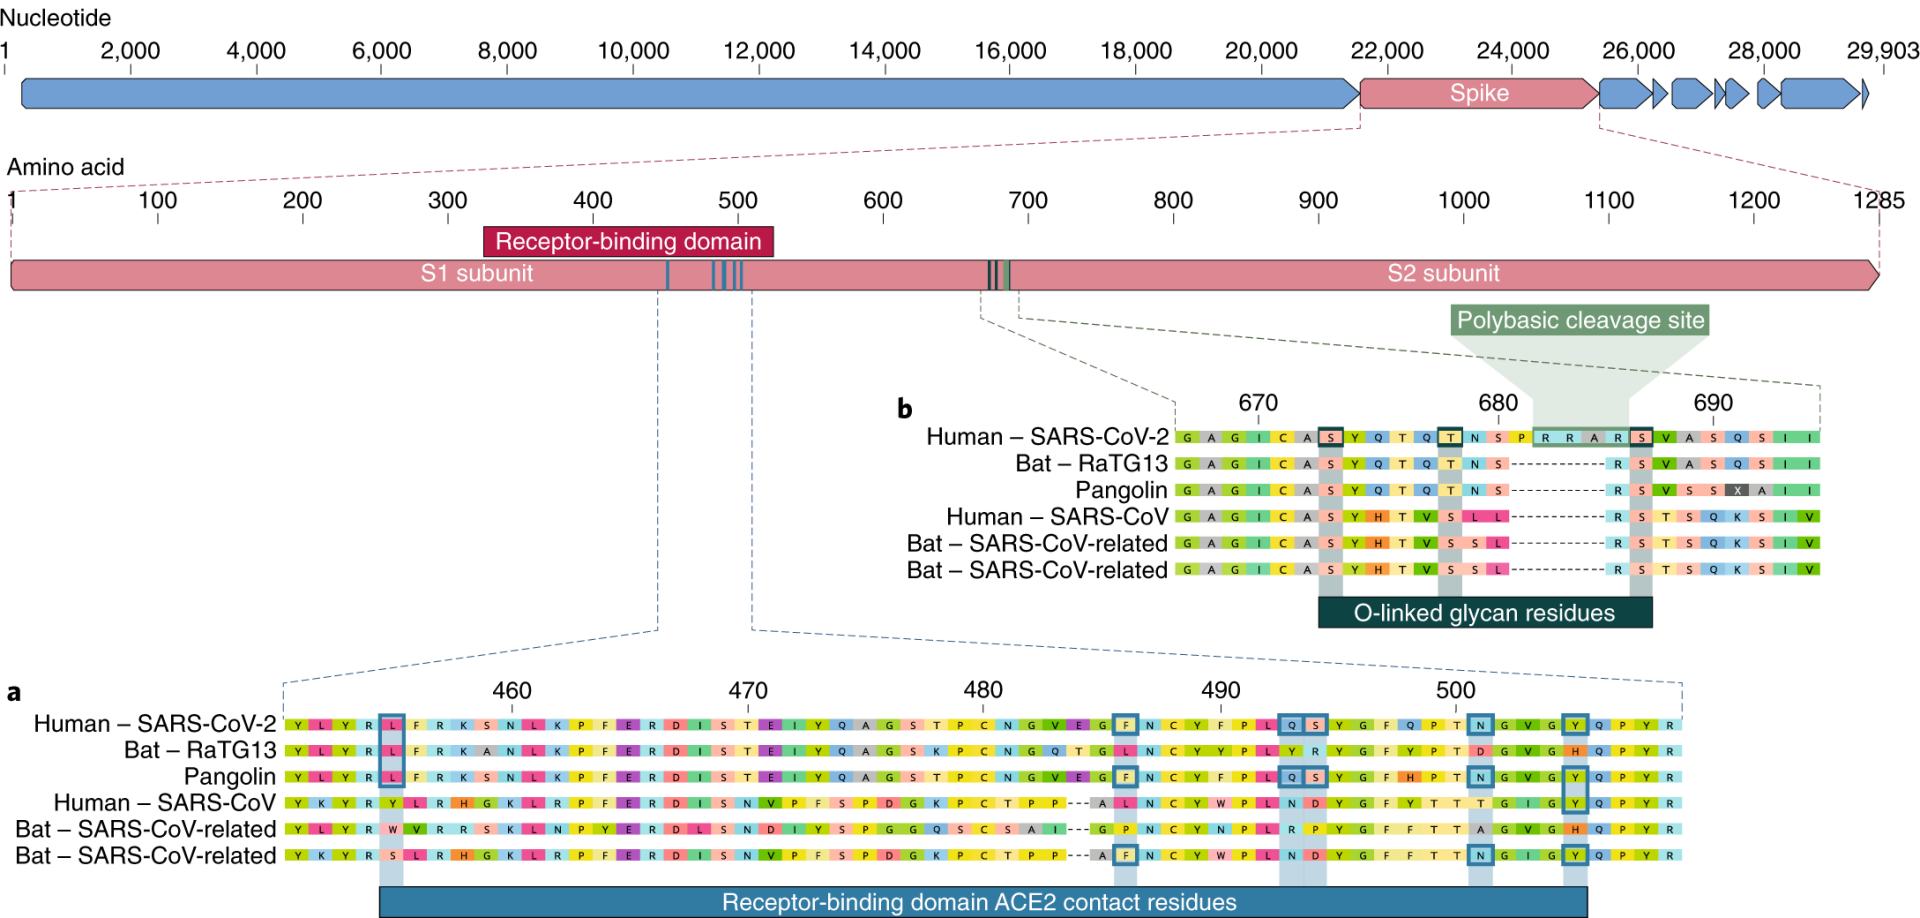 Nucleotide
1 2,000 4,000 6,000 8,000 10,000 12,000 14,000 16,000 18,000 20,000 22,000 24,000 26,000 28,000 29,903
Spike
Amino acid
1 100 200 300 400 500 600 700 800 900 1000 1100 1200 1285
Receptor-binding domain
S1 subunit S2 subunit
Polybasic cleavage site
b 670 680 690
Human – SARS-CoV-2 G A G I C A S Y Q T Q T N S P R R A R S V A S Q S I I
Bat – RaTG13 G A G I C A S Y Q T Q T N S ---- R S V A S Q S I I
Pangolin G A G I C A S Y Q T Q T N S ---- R S V S S X A I I
Human – SARS-CoV G A G I C A S Y H T V S L L ---- R S T S Q K S I V
Bat – SARS-CoV-related G A G I C A S Y H T V S S L ---- R S T S Q K S I V
Bat – SARS-CoV-related G A G I C A S Y H T V S S L ---- R S T S Q K S I V
O-linked glycan residues
a 460 470 480 490 500
Human – SARS-CoV-2 Y L Y R L F R K S N L K P F E R D I S T E I Y Q A G S T P C N G V E G F N C Y F P L Q S Y G F Q P T N G V G Y Q P Y R
Bat – RaTG13 Y L Y R L F R K A N L K P F E R D I S T E I Y Q A G S K P C N G Q T G L N C Y Y P L Y R Y G F Y P T D G V G H Q P Y R
Pangolin Y L Y R L F R K S N L K P F E R D I S T E I Y Q A G S T P C N G V E G F N C Y F P L Q S Y G F H P T N G V G Y Q P Y R
Human – SARS-CoV Y K Y R Y L R H G K L R P F E R D I S N V P F S P D G K P C T P P - A L N C Y W P L N D Y G F Y T T T G I G Y Q P Y R
Bat – SARS-CoV-related Y L Y R W V R R S K L N P Y E R D L S N D I Y S P G G Q S C S A I - G P N C Y N P L R P Y G F F T T A G V G H Q P Y R
Bat – SARS-CoV-related Y K Y R S L R H G K L R P F E R D I S N V P F S P D G K P C T P P - A F N C Y W P L N D Y G F F T T N G I G Y Q P Y R
Receptor-binding domain ACE2 contact residues